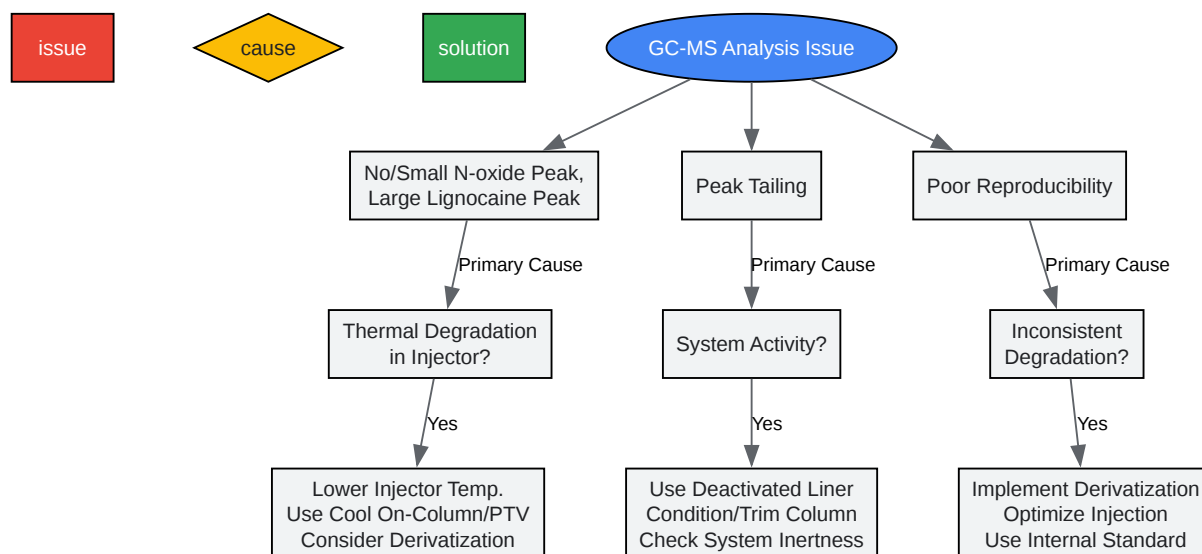 issue
cause
solution
GC-MS Analysis Issue
No/Small N-oxide Peak,
Large Lignocaine Peak
Peak Tailing
Poor Reproducibility
Primary Cause
Primary Cause
Primary Cause
Thermal Degradation
in Injector?
System Activity?
Inconsistent
Degradation?
Yes
Yes
Yes
Lower Injector Temp.
Use Cool On-Column/PTV
Consider Derivatization
Use Deactivated Liner
Condition/Trim Column
Check System Inertness
Implement Derivatization
Optimize Injection
Use Internal Standard